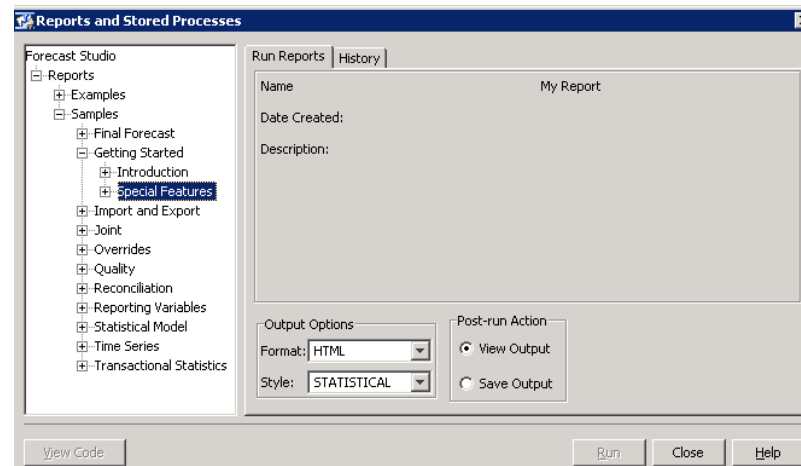 Reports and Stored Processes
Forecast Studio
Reports
Examples
Samples
Final Forecast
Getting Started
Introduction
Special Features
Import and Export
Joint
Overrides
Quality
Reconciliation
Reporting Variables
Statistical Model
Time Series
Transactional Statistics
Run Reports
History
Name My Report
Date Created:
Description:
Output Options
Format: HTML
Style: STATISTICAL
Post-run Action
View Output
Save Output
View Code
Run
Close
Help